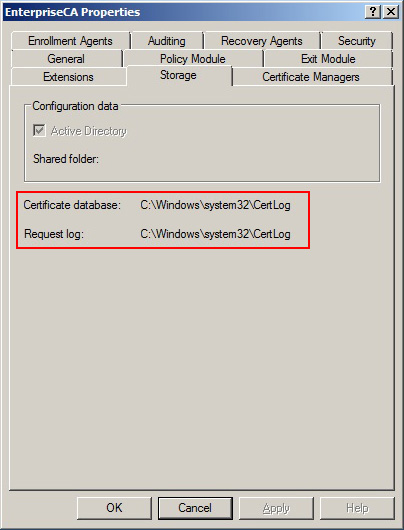 EnterpriseCA Properties
Enrollment Agents Auditing Recovery Agents Security
General Policy Module Exit Module
Extensions Storage Certificate Managers
Configuration data
Active Directory
Shared folder:
Certificate database: C:\Windows\system32\CertLog
Request log: C:\Windows\system32\CertLog
OK Cancel Apply Help